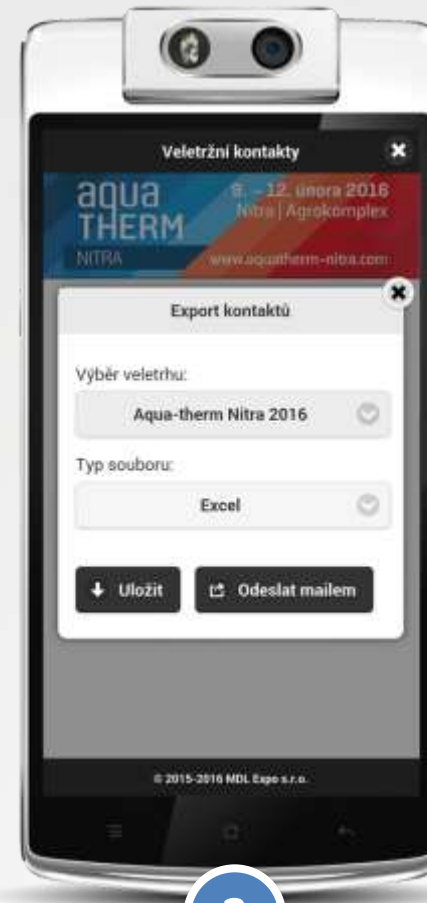 Veletržní kontakty
aqua
THERM
NITRA
9. – 12. února 2016
Nitra | Agrokomplex
www.aquatherm-nitra.com
Export kontaktů
Výběr veletrhu:
Aqua-therm Nitra 2016
Typ souboru:
Excel
Uložit
Odeslat mailem
© 2015-2016 MDL Expo s.r.o.